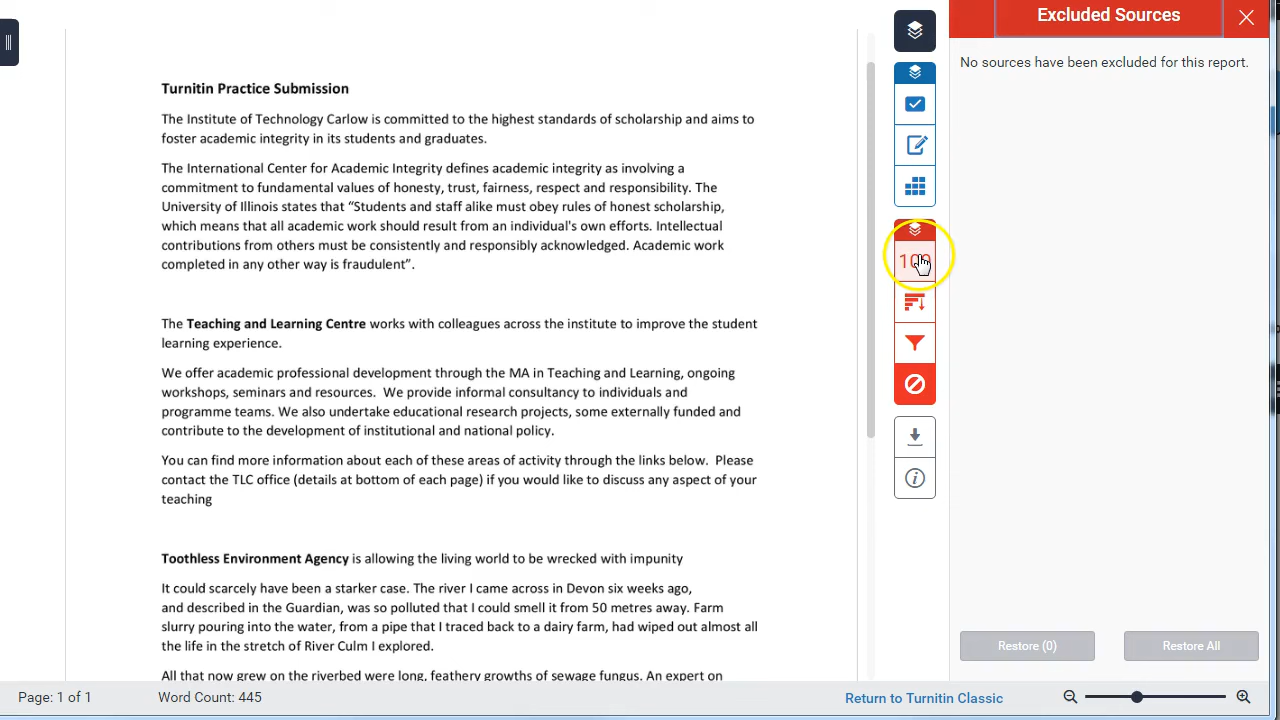 Excluded Sources
No sources have been excluded for this report.
Turnitin Practice Submission
The Institute of Technology Carlow is committed to the highest standards of scholarship and aims to
foster academic integrity in its students and graduates.
The International Center for Academic Integrity defines academic integrity as involving a
commitment to fundamental values of honesty, trust, fairness, respect and responsibility. The
University of Illinois states that “Students and staff alike must obey rules of honest scholarship,
which means that all academic work should result from an individual's own efforts. Intellectual
contributions from others must be consistently and responsibly acknowledged. Academic work
completed in any other way is fraudulent”.
The Teaching and Learning Centre works with colleagues across the institute to improve the student
learning experience.
We offer academic professional development through the MA in Teaching and Learning, ongoing
workshops, seminars and resources. We provide informal consultancy to individuals and
programme teams. We also undertake educational research projects, some externally funded and
contribute to the development of institutional and national policy.
You can find more information about each of these areas of activity through the links below. Please
contact the TLC office (details at bottom of each page) if you would like to discuss any aspect of your
teaching
Toothless Environment Agency is allowing the living world to be wrecked with impunity
It could scarcely have been a starker case. The river I came across in Devon six weeks ago,
and described in the Guardian, was so polluted that I could smell it from 50 metres away. Farm
slurry pouring into the water, from a pipe that I traced back to a dairy farm, had wiped out almost all
the life in the stretch of River Culm I explored.
All that now grew on the riverbed were long, feathery growths of sewage fungus. An expert on
Restore (0)
Restore All
Page: 1 of 1
Word Count: 445
Return to Turnitin Classic